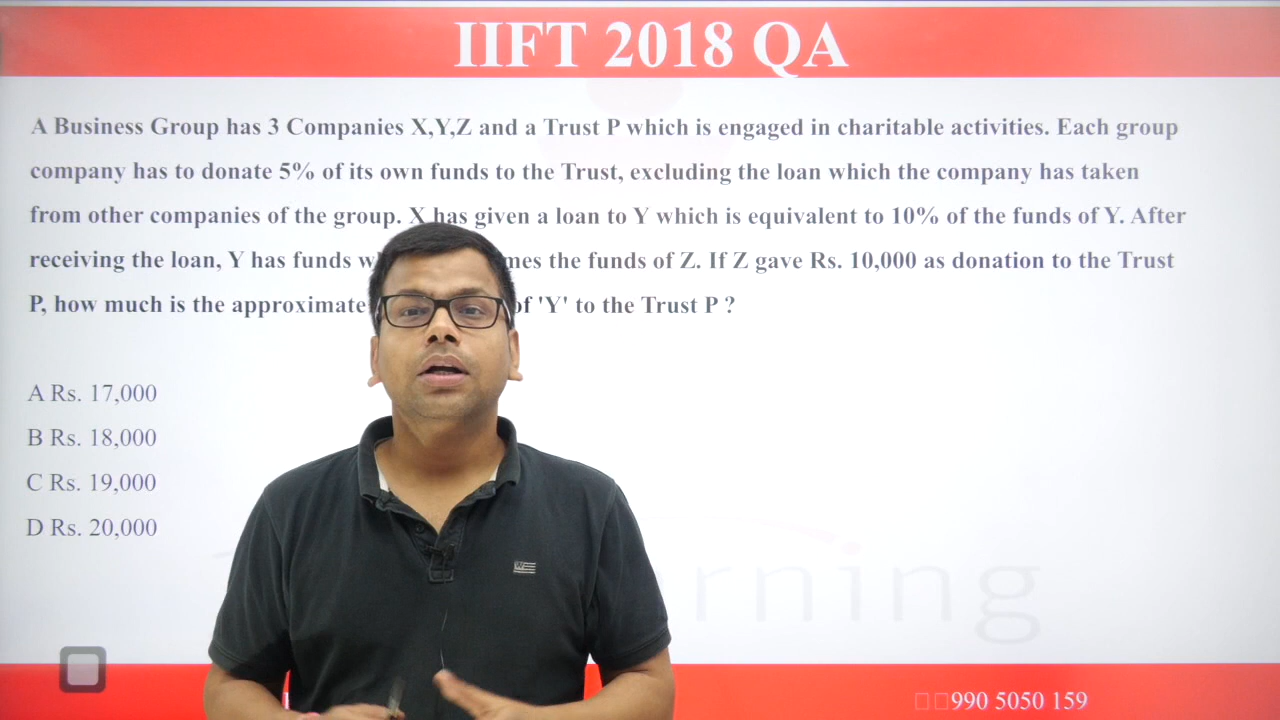 IIFT 2018 QA
A Business Group has 3 Companies X,Y,Z and a Trust P which is engaged in charitable activities. Each group
company has to donate 5% of its own funds to the Trust, excluding the loan which the company has taken
from other companies of the group. X has given a loan to Y which is equivalent to 10% of the funds of Y. After
receiving the loan, Y has funds mes the funds of Z. If Z gave Rs. 10,000 as donation to the Trust
P, how much is the approximate of 'Y' to the Trust P ?
A Rs. 17,000
B Rs. 18,000
C Rs. 19,000
D Rs. 20,000
rning
990 5050 159